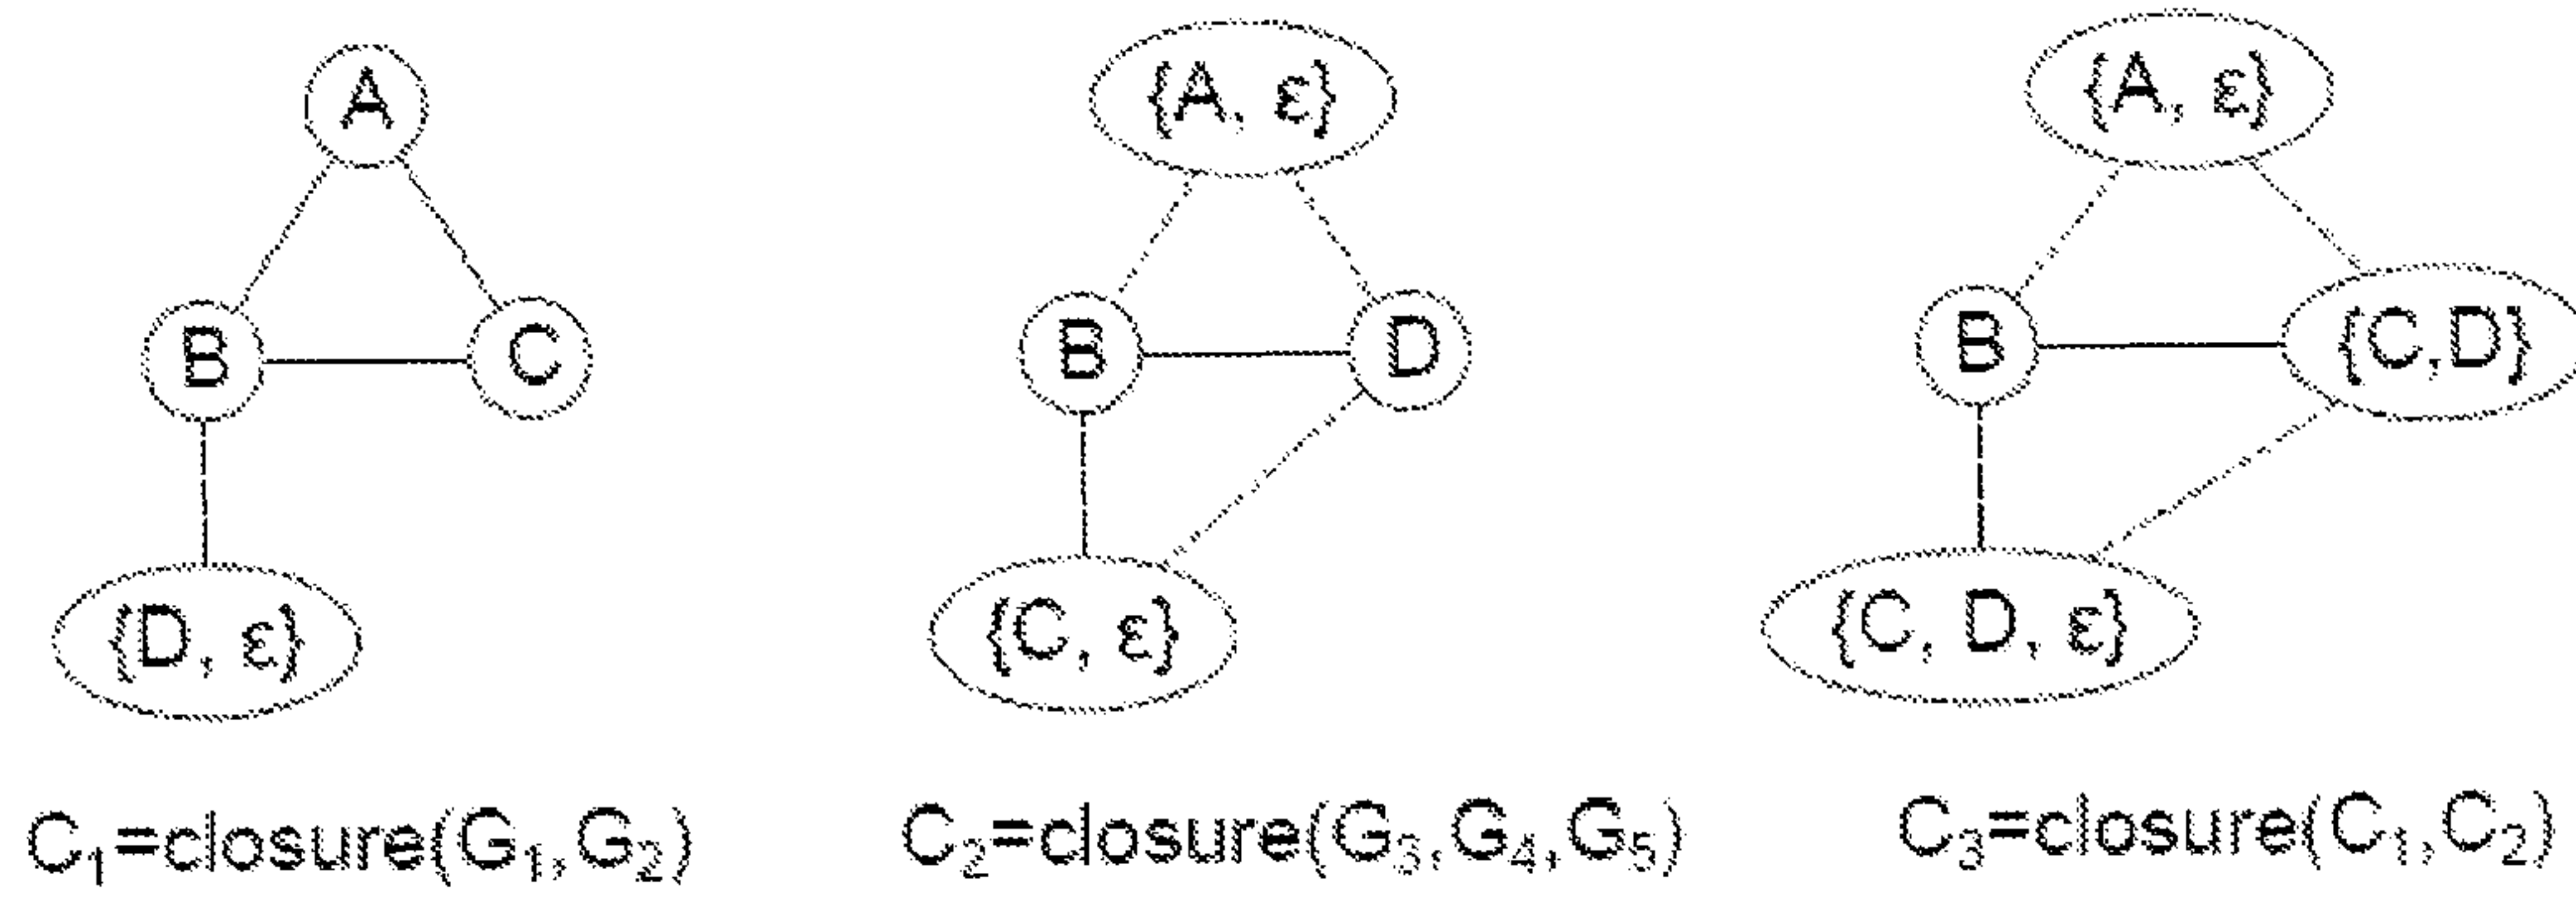 A {A, ε} {A, ε}
B C B D B {C,D}
{D, ε} {C, ε} {C, D, ε}
C₁=closure(G₁,G₂) C₂=closure(G₃,G₄,G₅) C₃=closure(C₁,C₂)